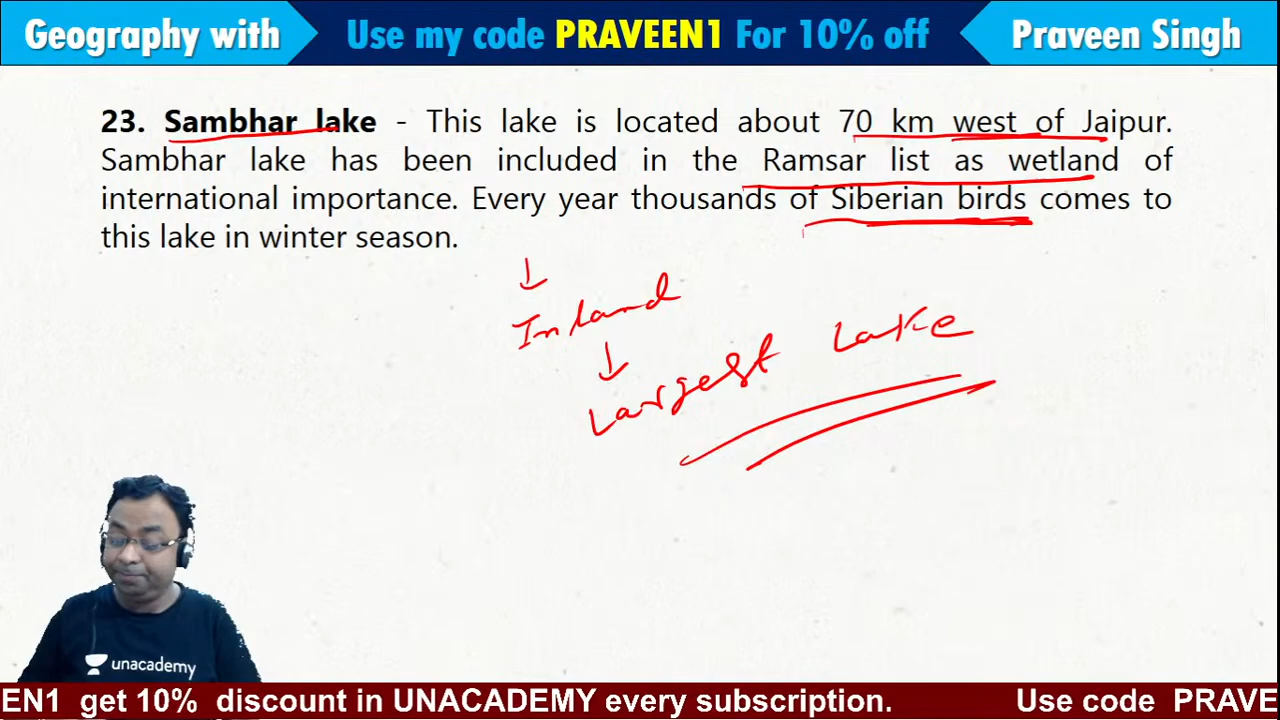 Geography with
Use my code PRAVEEN1 For 10% off
Praveen Singh
23. Sambhar lake - This lake is located about 70 km west of Jaipur.
Sambhar lake has been included in the Ramsar list as wetland of
international importance. Every year thousands of Siberian birds comes to
this lake in winter season.
Inland
Largest Lake
unacademy
EN1 get 10% discount in UNACADEMY every subscription. Use code PRAVE